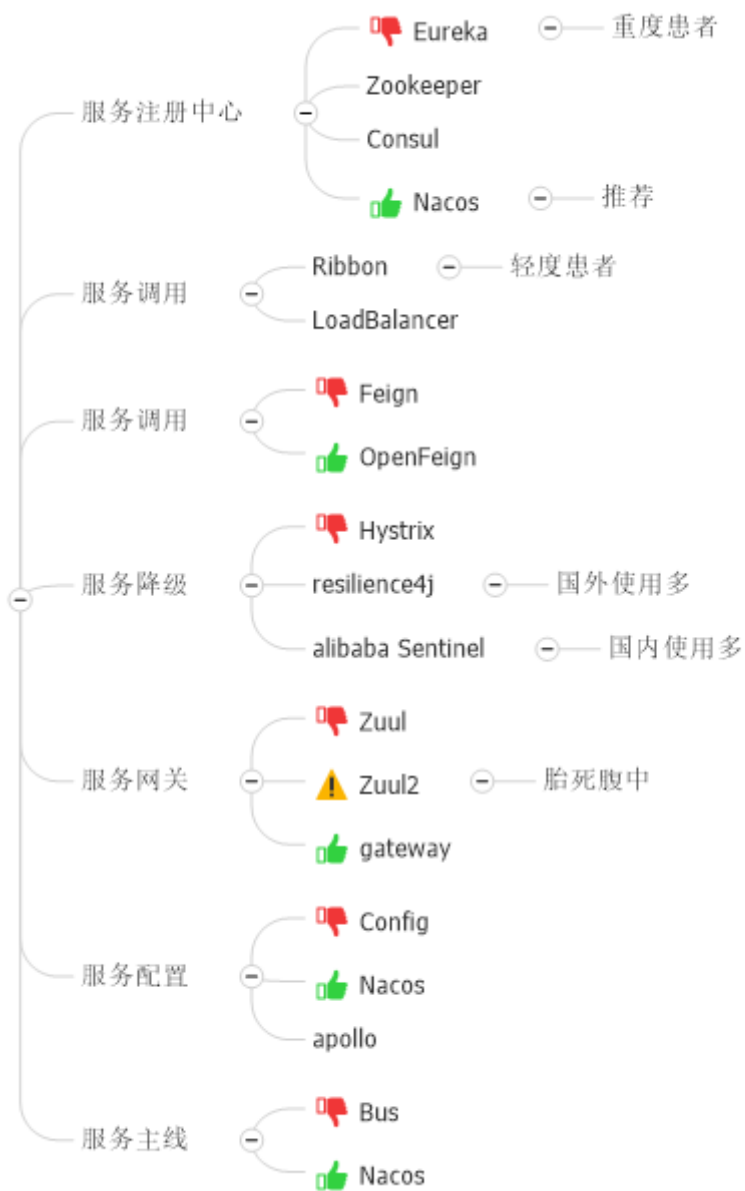 服务注册中心
Eureka
重度患者
Zookeeper
Consul
Nacos
推荐
服务调用
Ribbon
轻度患者
LoadBalancer
服务调用
Feign
OpenFeign
服务降级
Hystrix
resilience4j
国外使用多
alibaba Sentinel
国内使用多
服务网关
Zuul
Zuul2
胎死腹中
gateway
服务配置
Config
Nacos
apollo
服务主线
Bus
Nacos